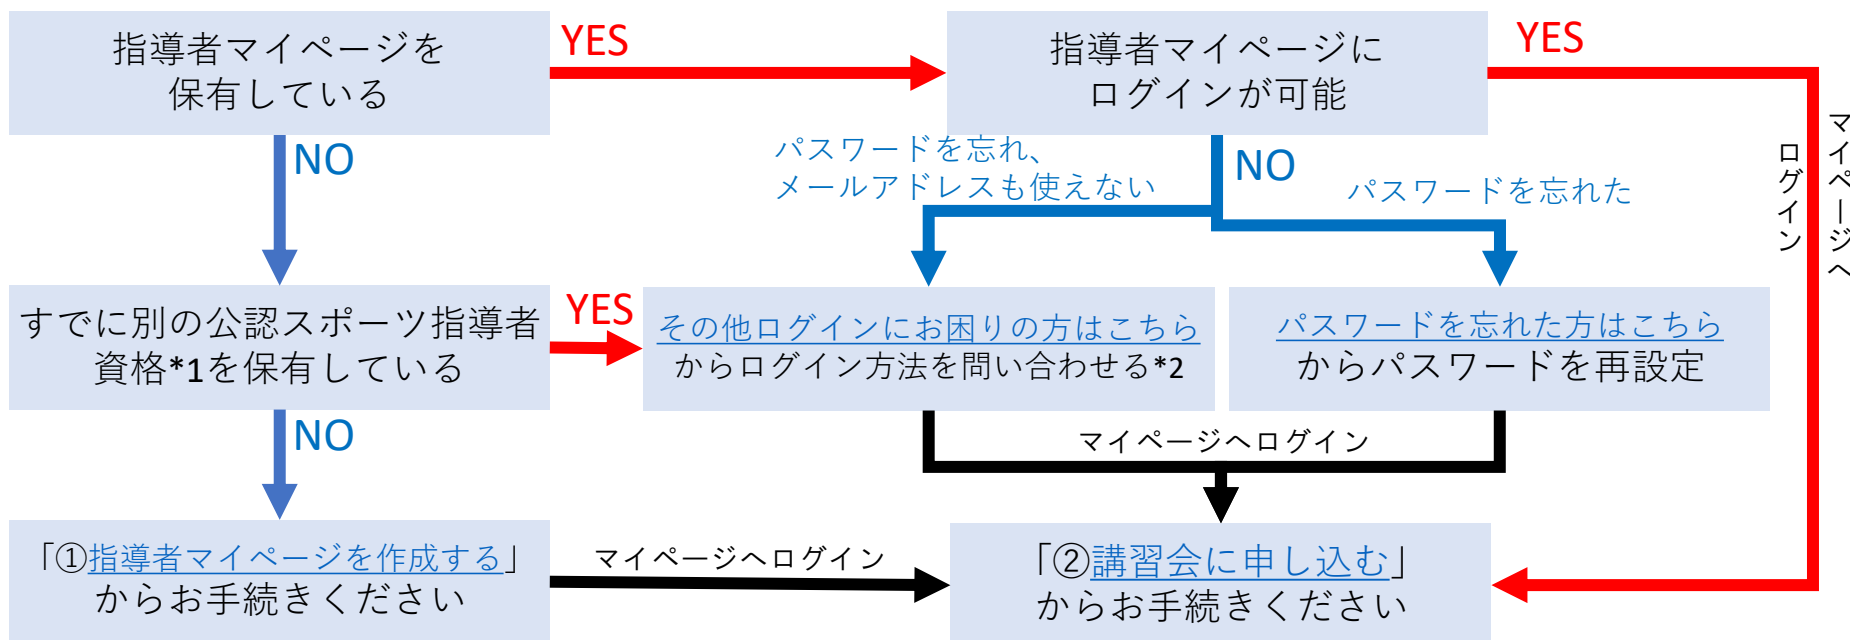 指導者マイページを
保有している
YES
指導者マイページに
ログインが可能
YES
マイページへ
ログイン
NO
パスワードを忘れ、
メールアドレスも使えない
NO
パスワードを忘れた
すでに別の公認スポーツ指導者
資格*1を保有している
YES
その他ログインにお困りの方はこちら
からログイン方法を問い合わせる*2
パスワードを忘れた方はこちら
からパスワードを再設定
NO
マイページへログイン
「①指導者マイページを作成する」
からお手続きください
マイページへログイン
「②講習会に申し込む」
からお手続きください